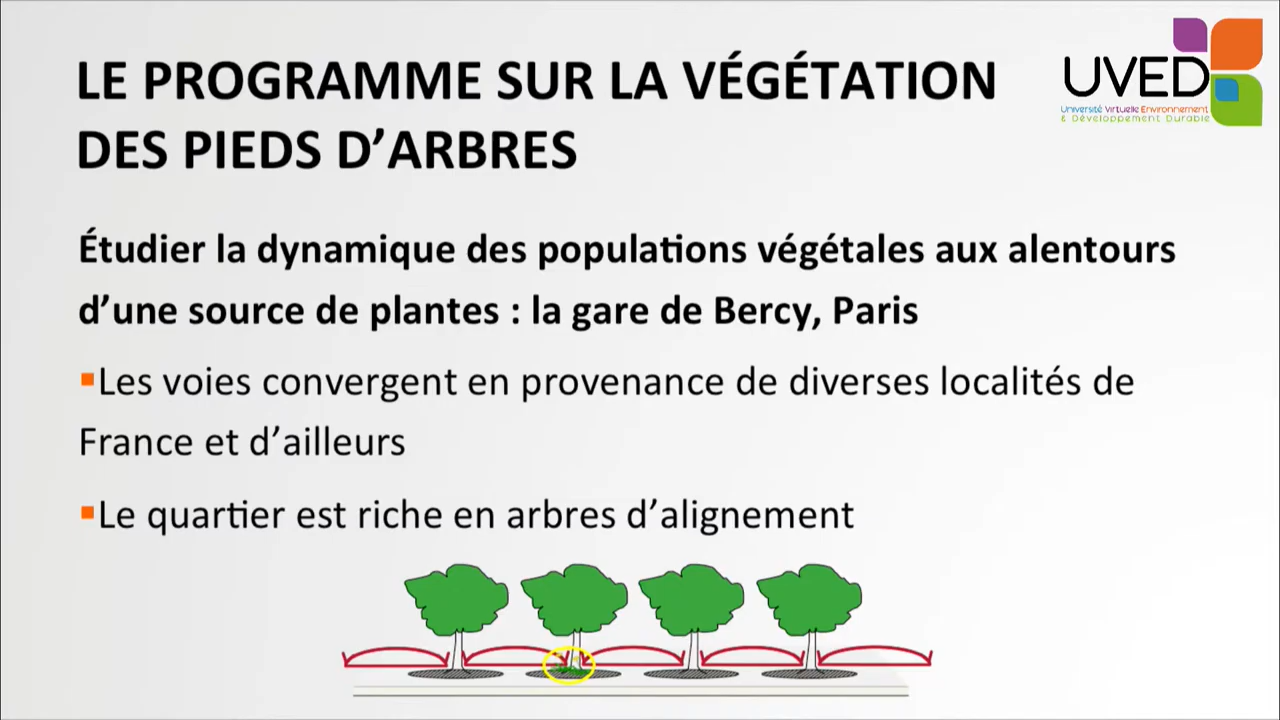 LE PROGRAMME SUR LA VÉGÉTATION
DES PIEDS D’ARBRES
UVED
Université Virtuelle Environnement
& Développement Durable
Étudier la dynamique des populations végétales aux alentours
d’une source de plantes : la gare de Bercy, Paris
▪Les voies convergent en provenance de diverses localités de
France et d’ailleurs
▪Le quartier est riche en arbres d’alignement